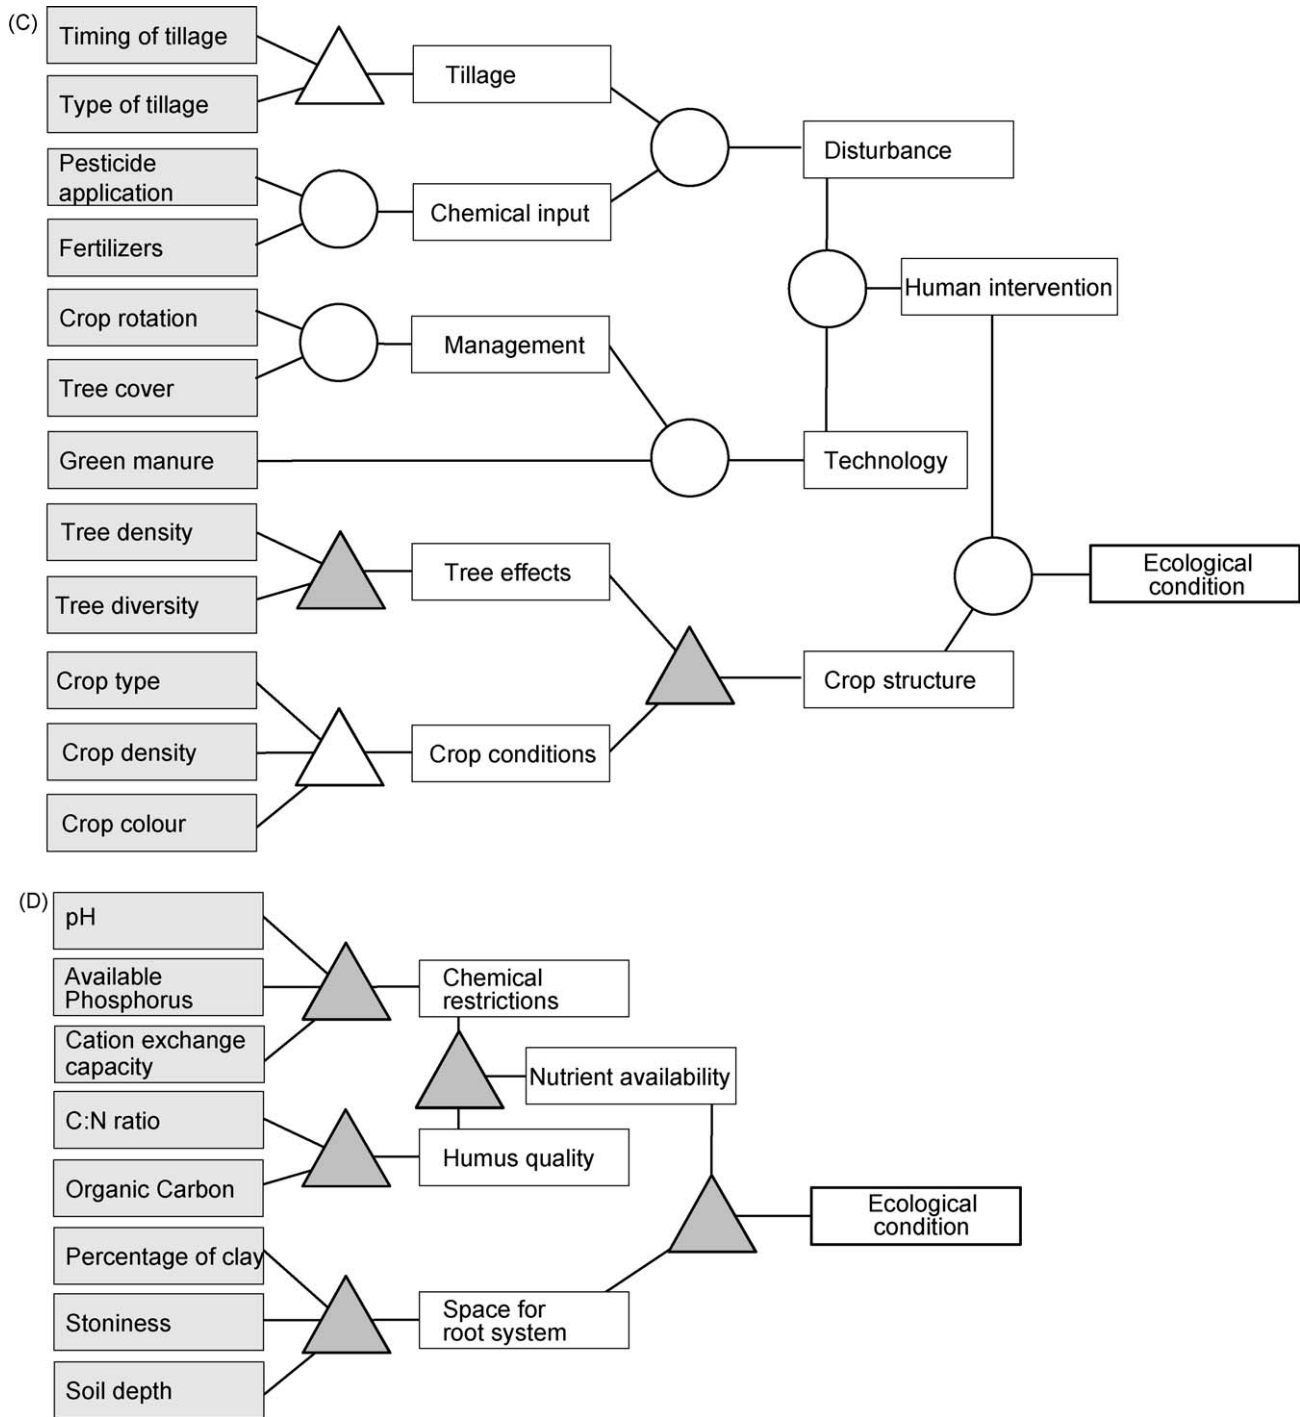 (C)
Timing of tillage
Type of tillage
Tillage
Pesticide
application
Fertilizers
Chemical input
Disturbance
Crop rotation
Tree cover
Management
Human intervention
Green manure
Technology
Tree density
Tree diversity
Tree effects
Ecological
condition
Crop type
Crop density
Crop colour
Crop conditions
Crop structure
(D)
pH
Available
Phosphorus
Cation exchange
capacity
Chemical
restrictions
Nutrient availability
C:N ratio
Organic Carbon
Humus quality
Ecological
condition
Percentage of clay
Stoniness
Soil depth
Space for
root system